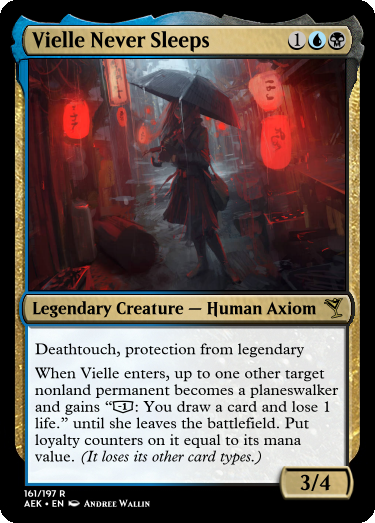 Vielle Never Sleeps 1
Legendary Creature — Human Axiom
Deathtouch, protection from legendary
When Vielle enters, up to one other target
nonland permanent becomes a planeswalker
and gains “-1: You draw a card and lose 1
life.” until she leaves the battlefield. Put
loyalty counters on it equal to its mana
value. (It loses its other card types.)
3/4
161/197 R
AEK • EN ANDREE WALLIN